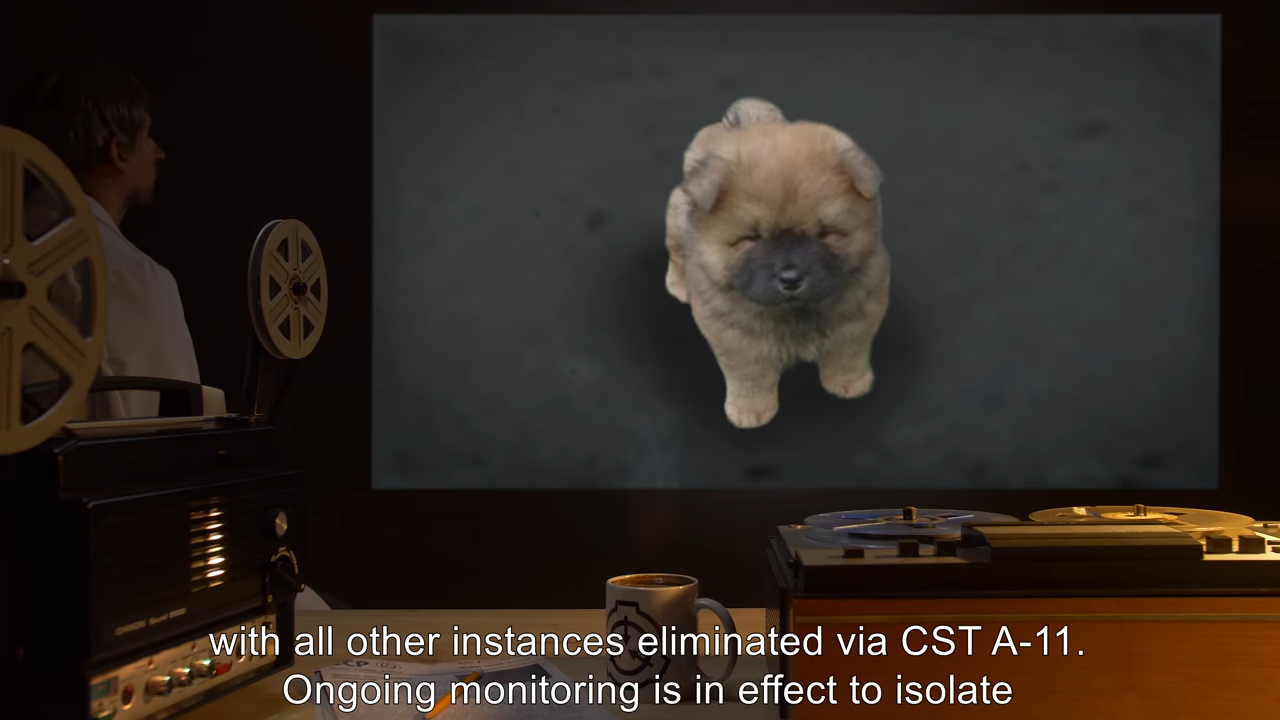 with all other instances eliminated via CST A-11.
Ongoing monitoring is in effect to isolate